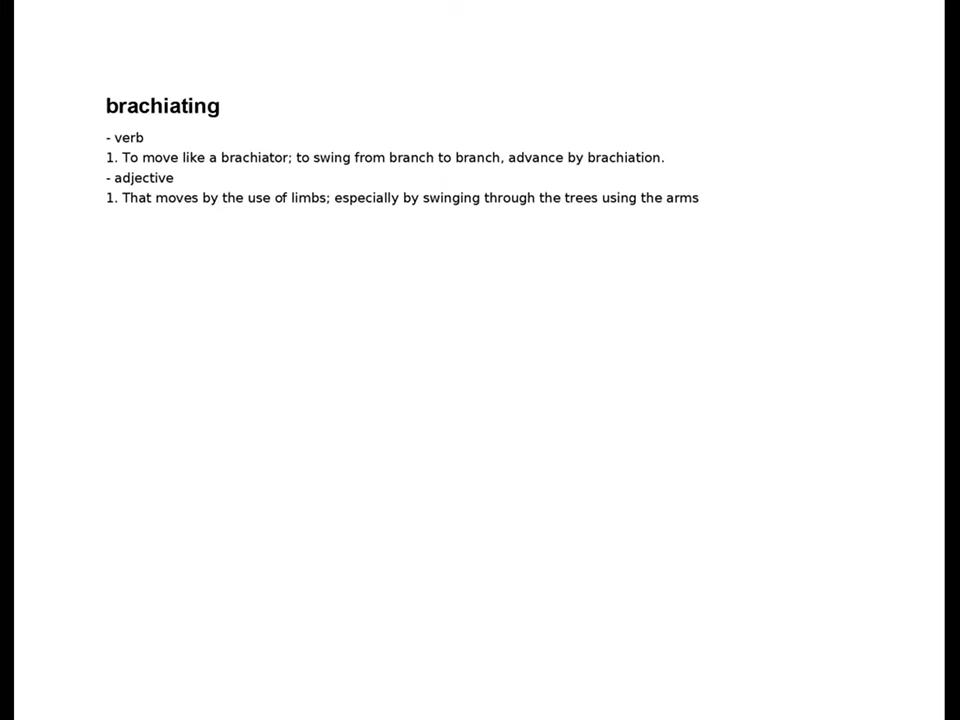 brachiating
- verb
1. To move like a brachiator; to swing from branch to branch, advance by brachiation.
- adjective
1. That moves by the use of limbs; especially by swinging through the trees using the arms